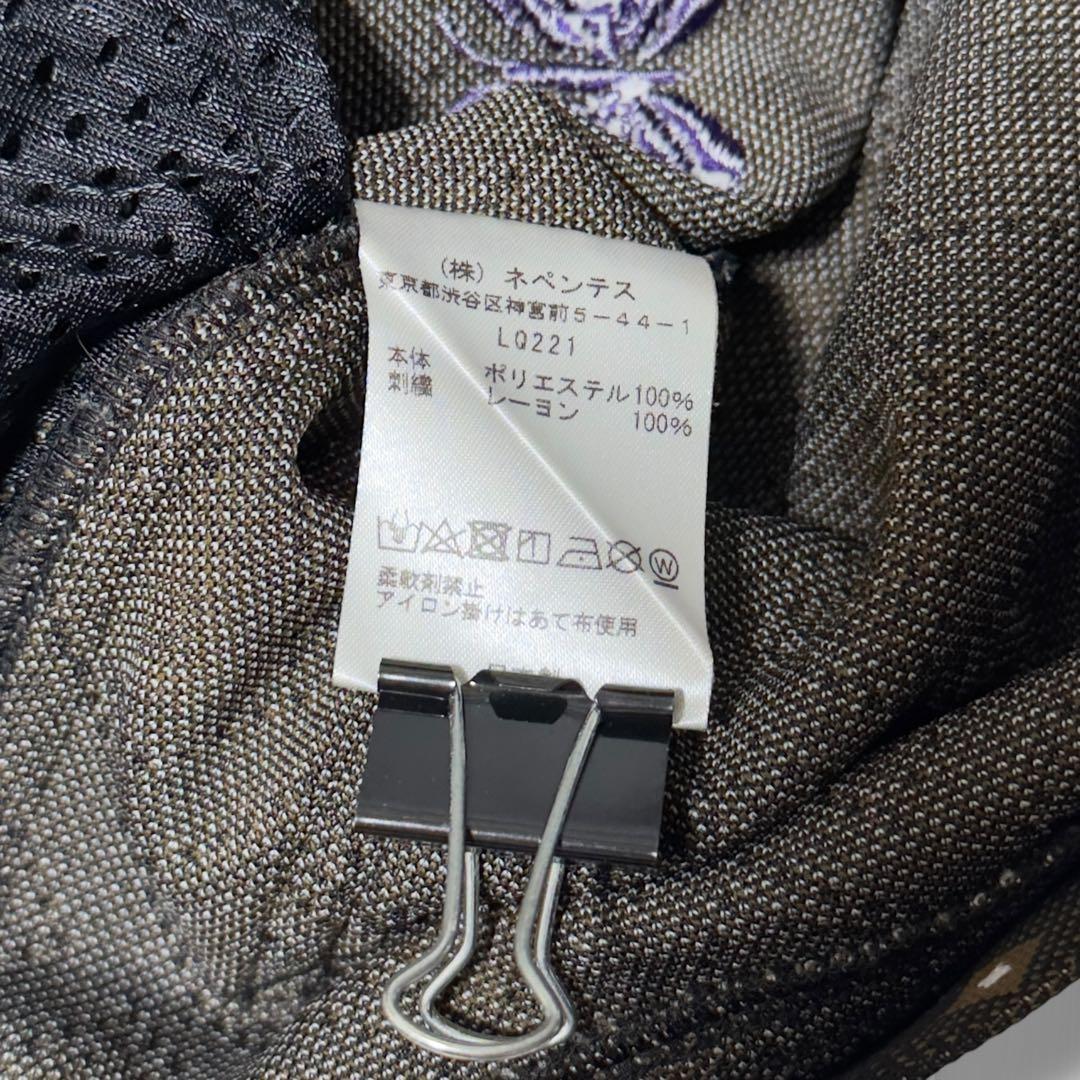 (株) ネペンテス
東京都渋谷区神宮前5-44-1
LQ221
本体 ポリエステル100%
刺繍 レーヨン 100%
W
柔軟剤禁止
アイロン掛けはあて布使用